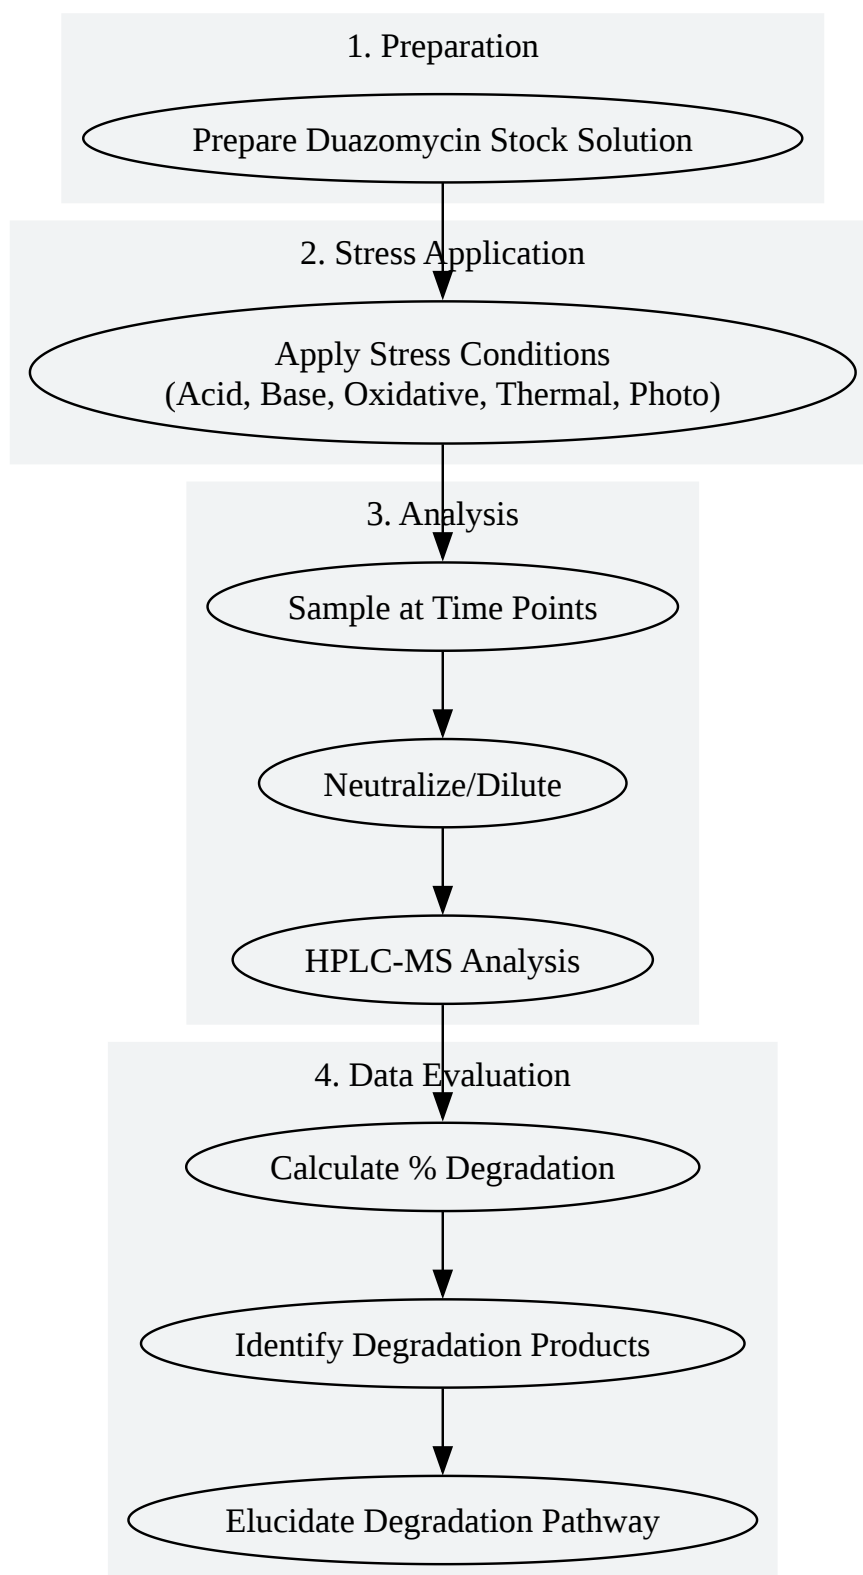 1. Preparation
Prepare Duazomycin Stock Solution
2. Stress Application
Apply Stress Conditions
(Acid, Base, Oxidative, Thermal, Photo)
3. Analysis
Sample at Time Points
Neutralize/Dilute
HPLC-MS Analysis
4. Data Evaluation
Calculate % Degradation
Identify Degradation Products
Elucidate Degradation Pathway